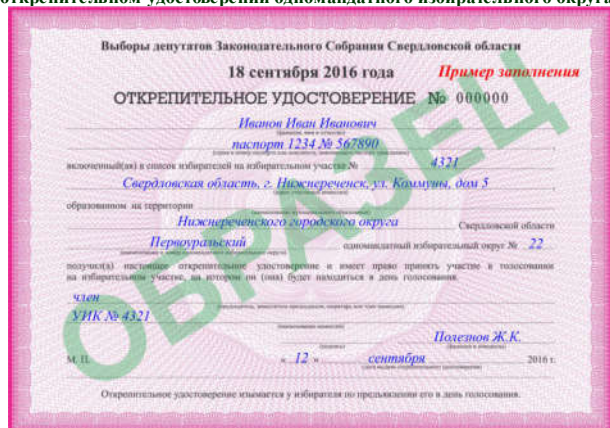 открепительном удостоверении одномандатного избирательного округа
Выборы депутатов Законодательного Собрания Свердловской области
18 сентября 2016 года
Пример заполнения
ОТКРЕПИТЕЛЬНОЕ УДОСТОВЕРЕНИЕ № 000000
Иванов Иван Иванович
(фамилия, имя и отчество)
паспорт 1234 № 567890
включенный(ая) в список избирателей на избирательном участке № 4321
Свердловская область, г. Нижнереченск, ул. Коммуны, дом 5
образованном на территории
Нижнереченского городского округа Свердловской области
Первоуральский одномандатный избирательный округ № 22
получил(а) настоящее открепительное удостоверение и имеет право принять участие в голосовании
на избирательном участке, на котором он (она) будет находиться в день голосования.
член
УИК № 4321
Полезнов Ж.К.
М. П. « 12 » сентября 2016 г.
Открепительное удостоверение изымается у избирателя по предъявлении его в день голосования.
ОБРАЗЕЦ